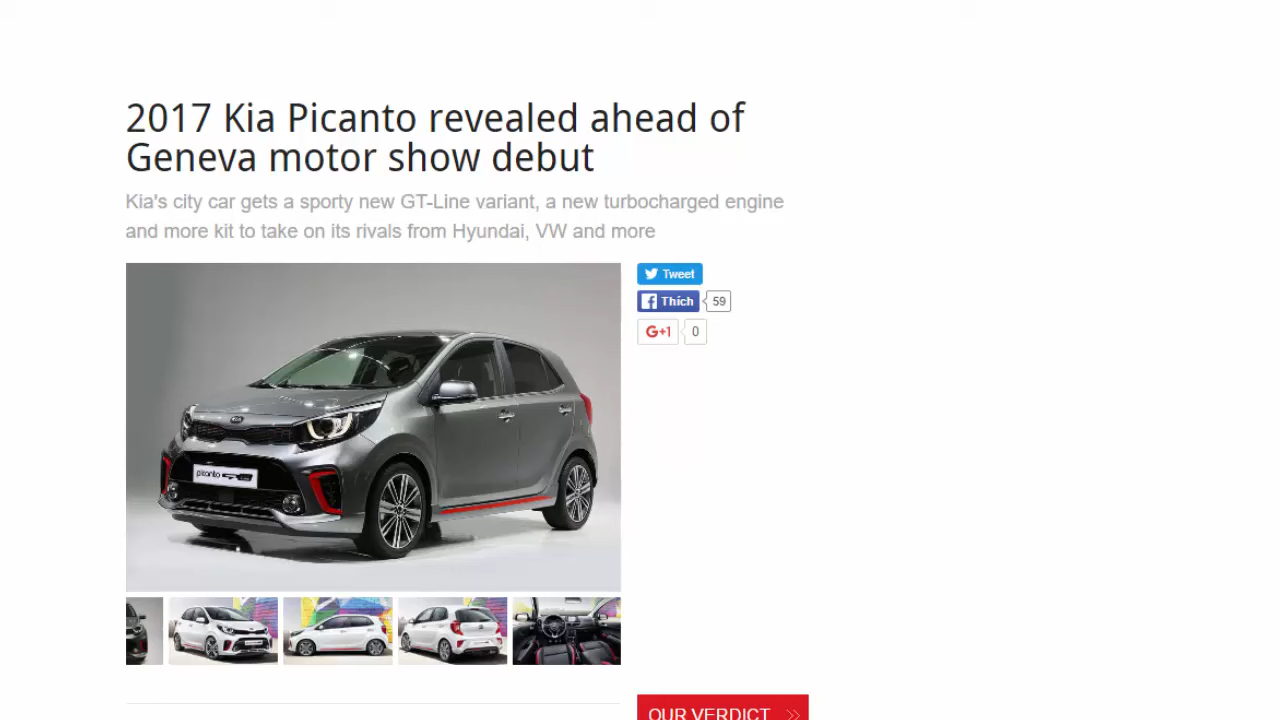 2017 Kia Picanto revealed ahead of
Geneva motor show debut
Kia's city car gets a sporty new GT-Line variant, a new turbocharged engine
and more kit to take on its rivals from Hyundai, VW and more
Tweet
Thích 59
G+1 0
KIA
picanto
OUR VERDICT